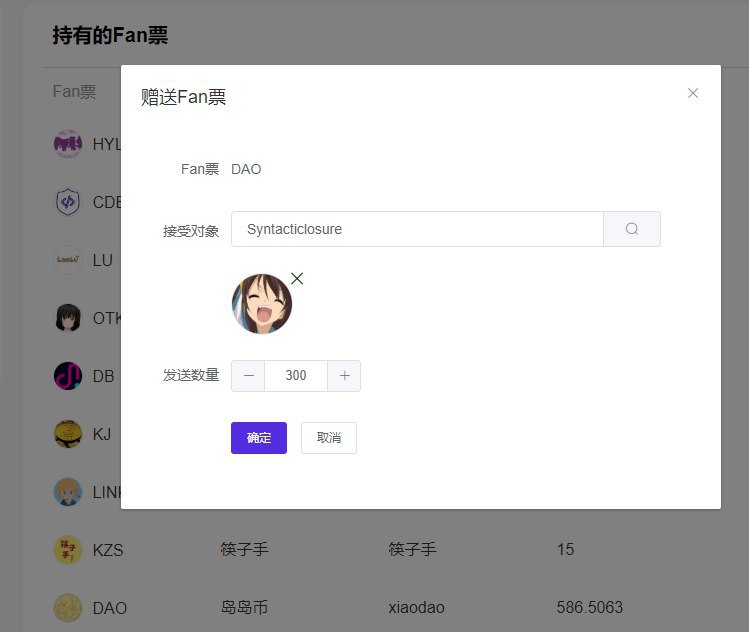 持有的Fan票
Fan票
赠送Fan票
Fan票 DAO
接受对象 Syntacticlosure
发送数量 300
确定 取消
HYL
CDE
LU
OTK
DB
KJ
LINK
筷子手
KZS 筷子手 筷子手 15
DAO 岛岛币 xiaodao 586.5063